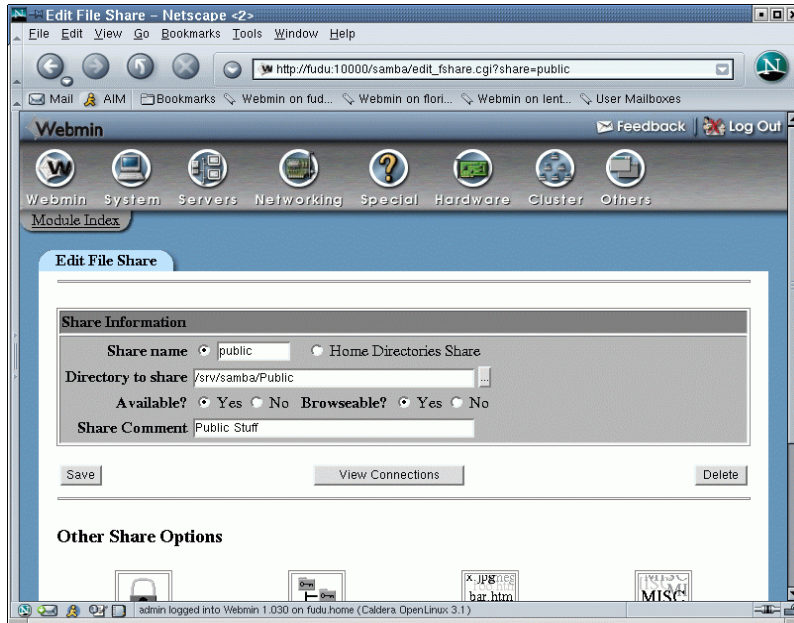 Edit File Share – Netscape <2>
File Edit View Go Bookmarks Tools Window Help
http://fudu:10000/samba/edit_fshare.cgi?share=public
Mail AIM Bookmarks Webmin on fud... Webmin on flori... Webmin on lent... User Mailboxes
Webmin Feedback Log Out
Webmin System Servers Networking Special Hardware Cluster Others
Module Index
Edit File Share
Share Information
Share name public Home Directories Share
Directory to share /srv/samba/Public ...
Available? Yes No Browseable? Yes No
Share Comment Public Stuff
Save View Connections Delete
Other Share Options
x.jpg
bar.htm MISC
admin logged into Webmin 1.030 on fudu.home (Caldera OpenLinux 3.1)